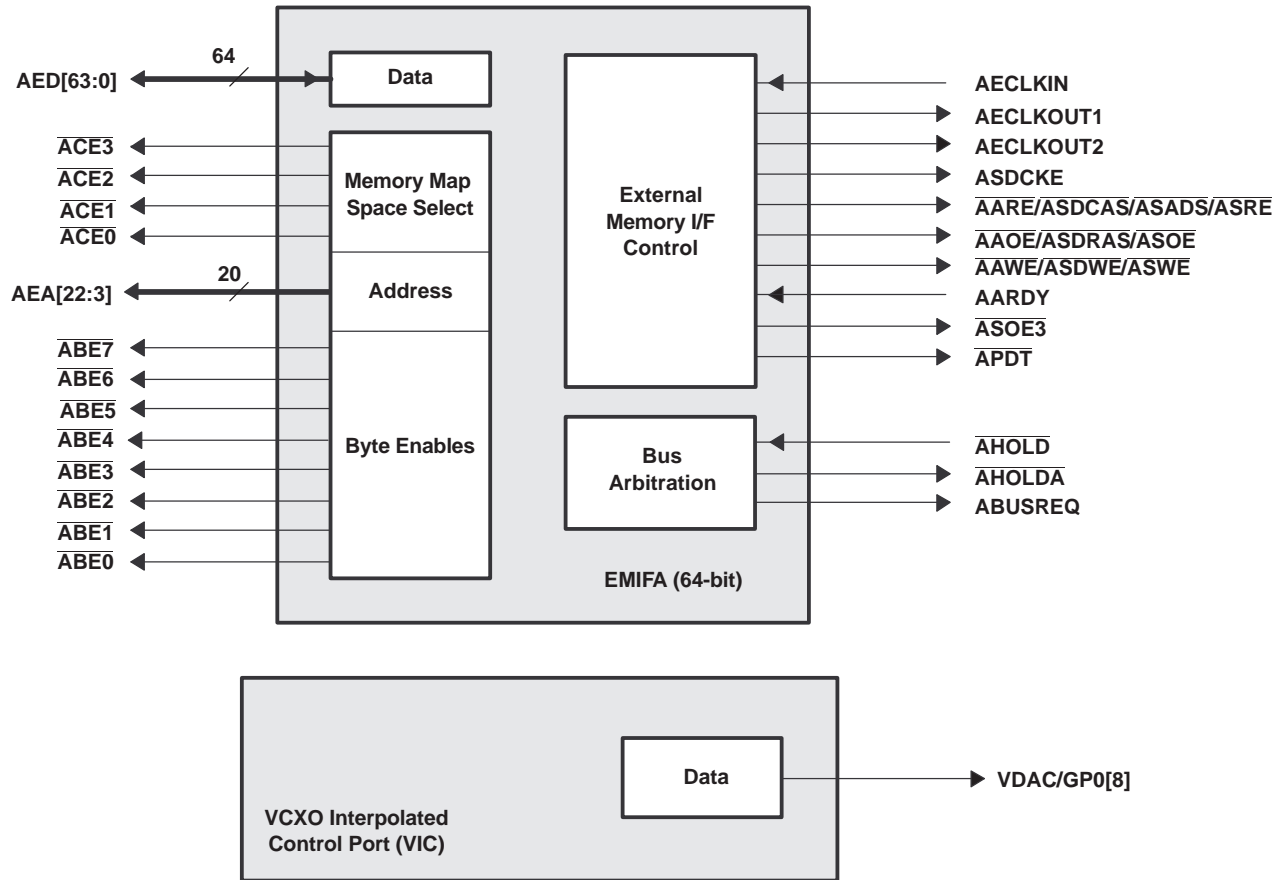 64
AED[63:0]
Data
ACE3
ACE2
ACE1
ACE0
Memory Map
Space Select
20
AEA[22:3]
Address
ABE7
ABE6
ABE5
ABE4
ABE3
ABE2
ABE1
ABE0
Byte Enables
External
Memory I/F
Control
AECLKIN
AECLKOUT1
AECLKOUT2
ASDCKE
AARE/ASDCAS/ASADS/ASRE
AAOE/ASDRAS/ASOE
AAWE/ASDWE/ASWE
AARDY
ASOE3
APDT
Bus
Arbitration
AHOLD
AHOLDA
ABUSREQ
EMIFA (64-bit)
Data
VDAC/GP0[8]
VCXO Interpolated
Control Port (VIC)